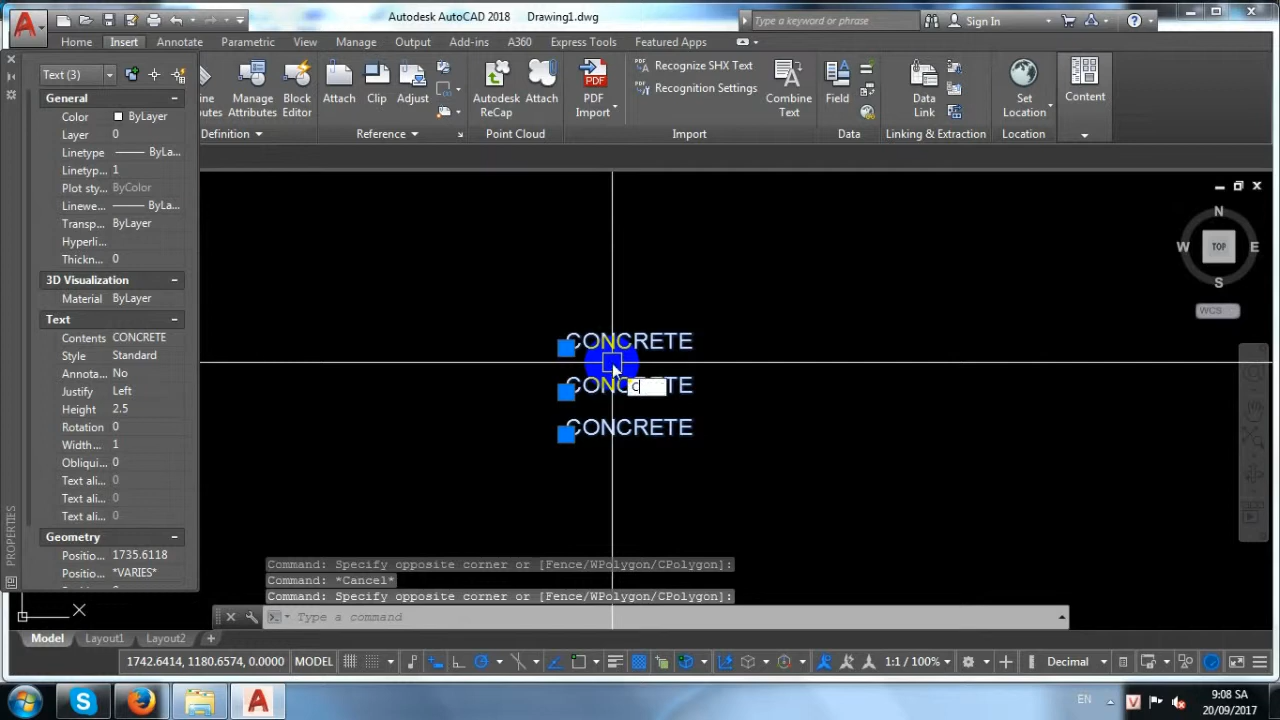 Autodesk AutoCAD 2018 Drawing1.dwg
Type a keyword or phrase
Sign In
Home Insert Annotate Parametric View Manage Output Add-ins A360 Express Tools Featured Apps
Manage Attributes
Block Editor
Attach
Clip
Adjust
Autodesk ReCap
Attach
PDF Import
Recognize SHX Text
Recognition Settings
Combine Text
Field
Data Link
Set Location
Content
Definition Reference Point Cloud Import Data Linking & Extraction Location
Text (3)
General
Color ByLayer
Layer 0
Linetype ByLa...
Linetyp... 1
Plot sty... ByColor
Linewe... ByLa...
Transp... ByLayer
Hyperli...
Thickn... 0
3D Visualization
Material ByLayer
Text
Contents CONCRETE
Style Standard
Annota... No
Justify Left
Height 2.5
Rotation 0
Width... 1
Obliqui... 0
Text ali... 0
Text ali... 0
Text ali... 0
Geometry
Positio... 1735.6118
Positio... *VARIES*
PROPERTIES
N
W TOP E
S
WCS
CONCRETE
CONCRETE
C
CONCRETE
Command: Specify opposite corner or [Fence/WPolygon/CPolygon]:
Command: *Cancel*
Command: Specify opposite corner or [Fence/WPolygon/CPolygon]:
Type a command
X
Model Layout1 Layout2 +
1742.6414, 1180.6574, 0.0000 MODEL 1:1 / 100% Decimal
EN
9:08 SA
20/09/2017